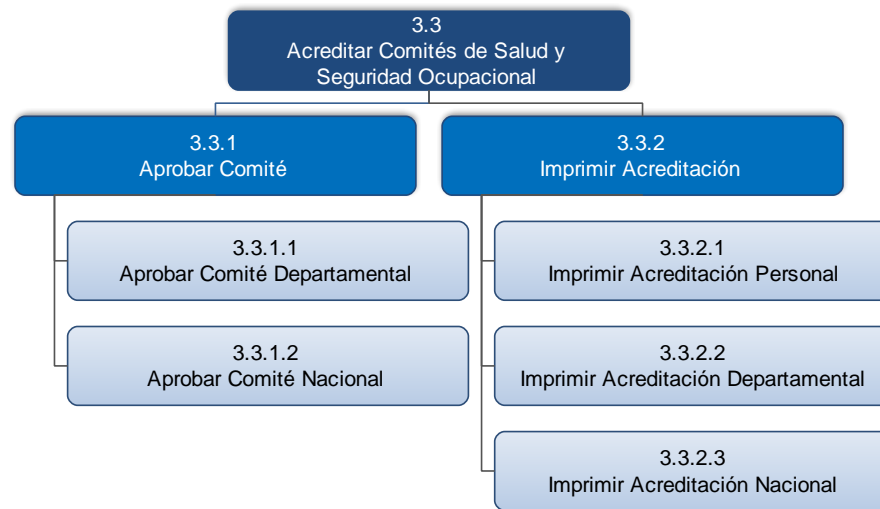 3.3
Acreditar Comités de Salud y
Seguridad Ocupacional
3.3.1
Aprobar Comité
3.3.1.1
Aprobar Comité Departamental
3.3.1.2
Aprobar Comité Nacional
3.3.2
Imprimir Acreditación
3.3.2.1
Imprimir Acreditación Personal
3.3.2.2
Imprimir Acreditación Departamental
3.3.2.3
Imprimir Acreditación Nacional